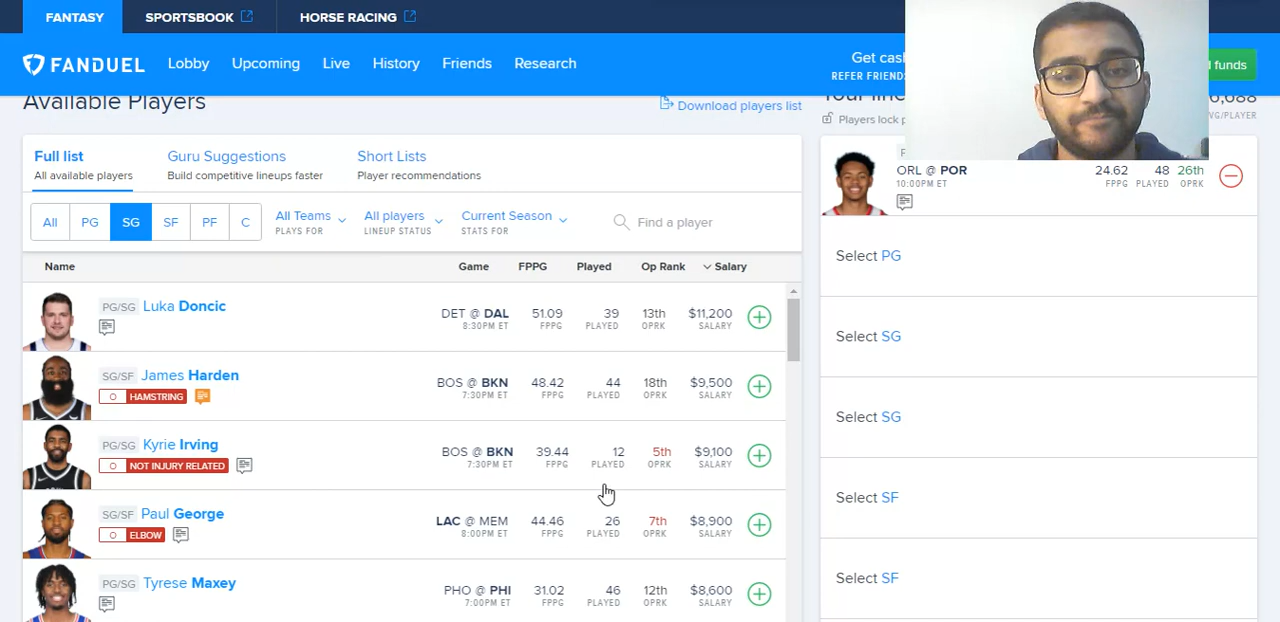 FANTASY SPORTSBOOK HORSE RACING
FANDUEL Lobby Upcoming Live History Friends Research
Get cash
REFER FRIENDS
funds
Available Players
Download players list
Full list Guru Suggestions Short Lists
All available players Build competitive lineups faster Player recommendations
All PG SG SF PF C
All Teams All players Current Season Find a player
PLAYS FOR LINEUP STATUS STATS FOR
Name Game FPPG Played Op Rank Salary
PG/SG Luka Doncic DET @ DAL 51.09 39 13th $11,200
8:30PM ET FPPG PLAYED OPRK SALARY
SG/SF James Harden BOS @ BKN 48.42 44 18th $9,500
O HAMSTRING 7:30PM ET FPPG PLAYED OPRK SALARY
PG/SG Kyrie Irving BOS @ BKN 39.44 12 5th $9,100
O NOT INJURY RELATED 7:30PM ET FPPG PLAYED OPRK SALARY
SG/SF Paul George LAC @ MEM 44.46 26 7th $8,900
O ELBOW 8:00PM ET FPPG PLAYED OPRK SALARY
PG/SG Tyrese Maxey PHO @ PHI 31.02 46 12th $8,600
7:00PM ET FPPG PLAYED OPRK SALARY
Your line
Players lock
/PLAYER
ORL @ POR 24.62 48 26th
10:00PM ET FPPG PLAYED OPRK
Select PG
Select SG
Select SG
Select SF
Select SF